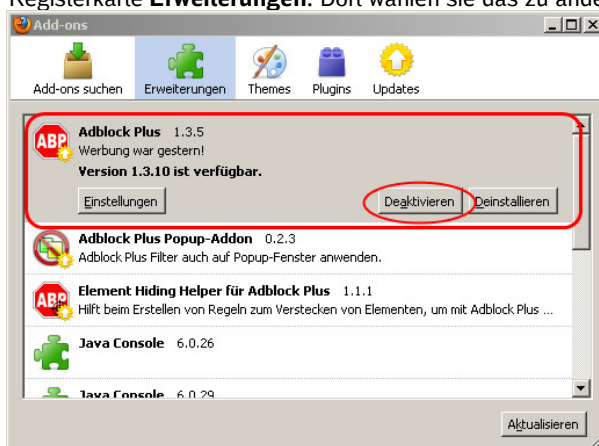 Registerkarte Erweiterungen. Dort wählen sie das zu ände
Add-ons
Add-ons suchen Erweiterungen Themes Plugins Updates
ABP
Adblock Plus 1.3.5
Werbung war gestern!
Version 1.3.10 ist verfügbar.
Einstellungen Deaktivieren Deinstallieren
Adblock Plus Popup-Addon 0.2.3
Adblock Plus Filter auch auf Popup-Fenster anwenden.
ABP
Element Hiding Helper für Adblock Plus 1.1.1
Hilft beim Erstellen von Regeln zum Verstecken von Elementen, um mit Adblock Plus ...
Java Console 6.0.26
Java Console 6.0.29
Aktualisieren